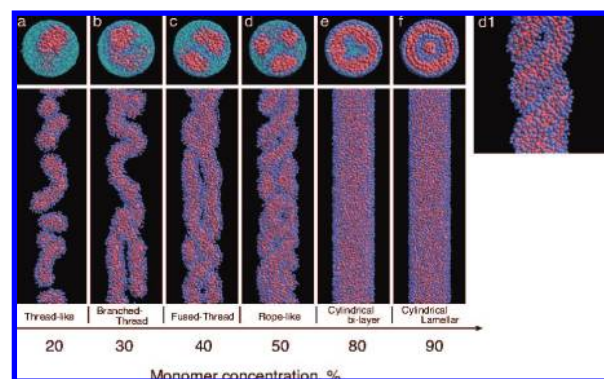 a b c d e f d1
Thread-like
Branched-
Thread
Fused-Thread
Rope-like
Cylindrical
bi-layer
Cylindrical
Lamellar
20 30 40 50 80 90
Monomer concentration, %